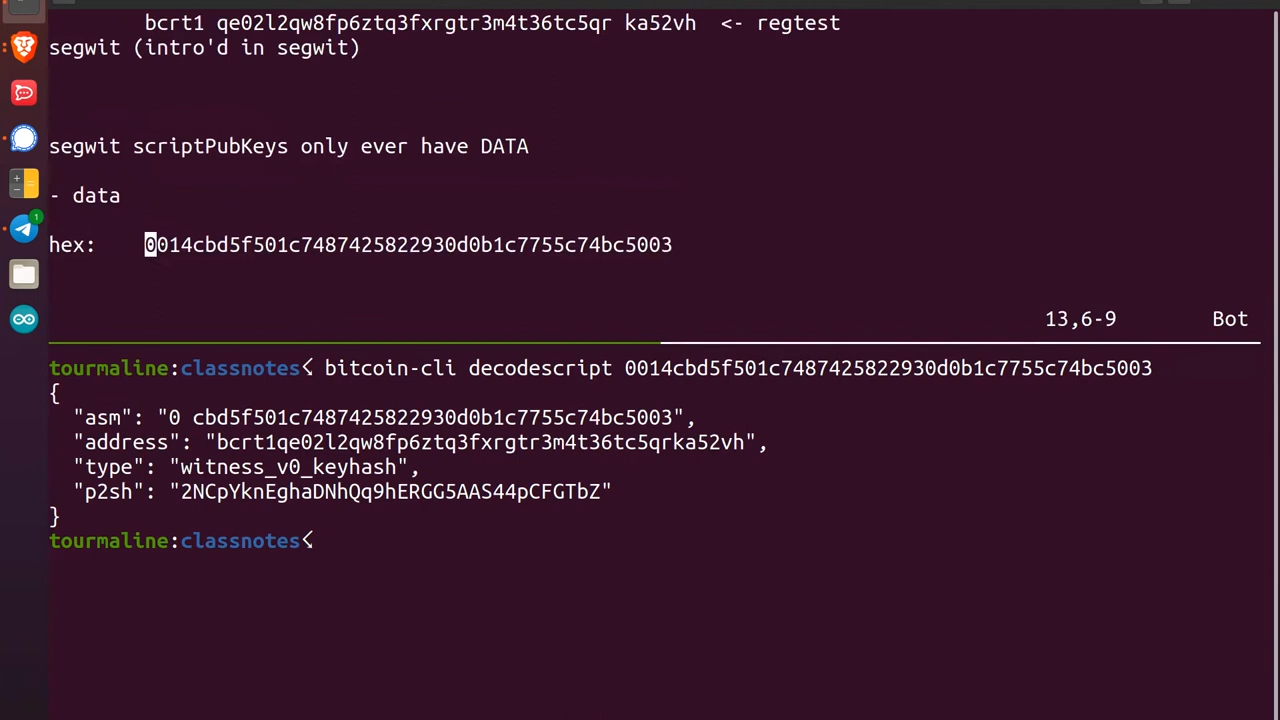 bcrt1 qe02l2qw8fp6ztq3fxrgtr3m4t36tc5qr ka52vh <- regtest
segwit (intro'd in segwit)
segwit scriptPubKeys only ever have DATA
- data
hex: 0014cbd5f501c7487425822930d0b1c7755c74bc5003
13,6-9 Bot
tourmaline:classnotes⚡ bitcoin-cli decodescript 0014cbd5f501c7487425822930d0b1c7755c74bc5003
{
"asm": "0 cbd5f501c7487425822930d0b1c7755c74bc5003",
"address": "bcrt1qe02l2qw8fp6ztq3fxrgtr3m4t36tc5qrka52vh",
"type": "witness_v0_keyhash",
"p2sh": "2NCpYknEghaDNhQq9hERGG5AAS44pCFGTbZ"
}
tourmaline:classnotes⚡
1